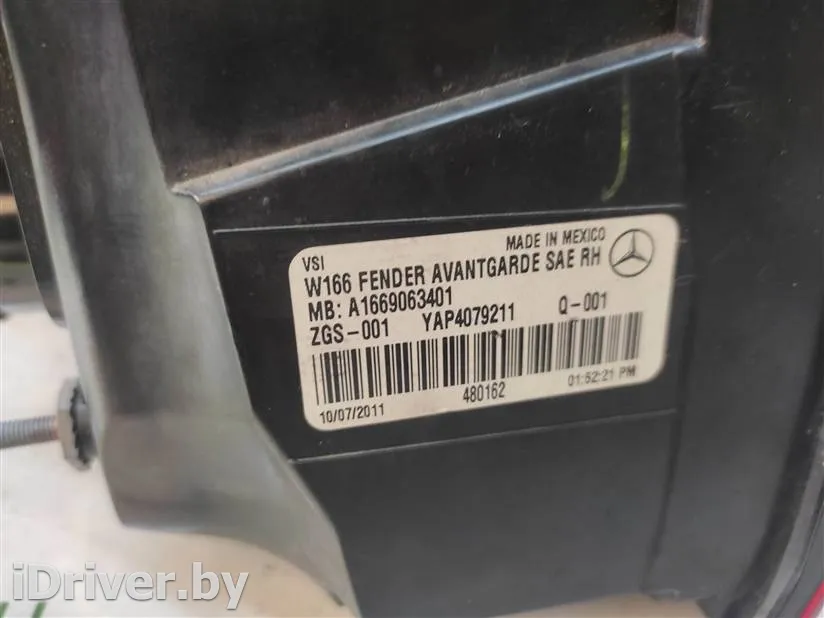 VSI
MADE IN MEXICO
W166 FENDER AVANTGARDE SAE RH
MB: A1669063401
ZGS-001 YAP4079211 Q-001
10/07/2011 480162 01:52:21 PM
iDriver.by